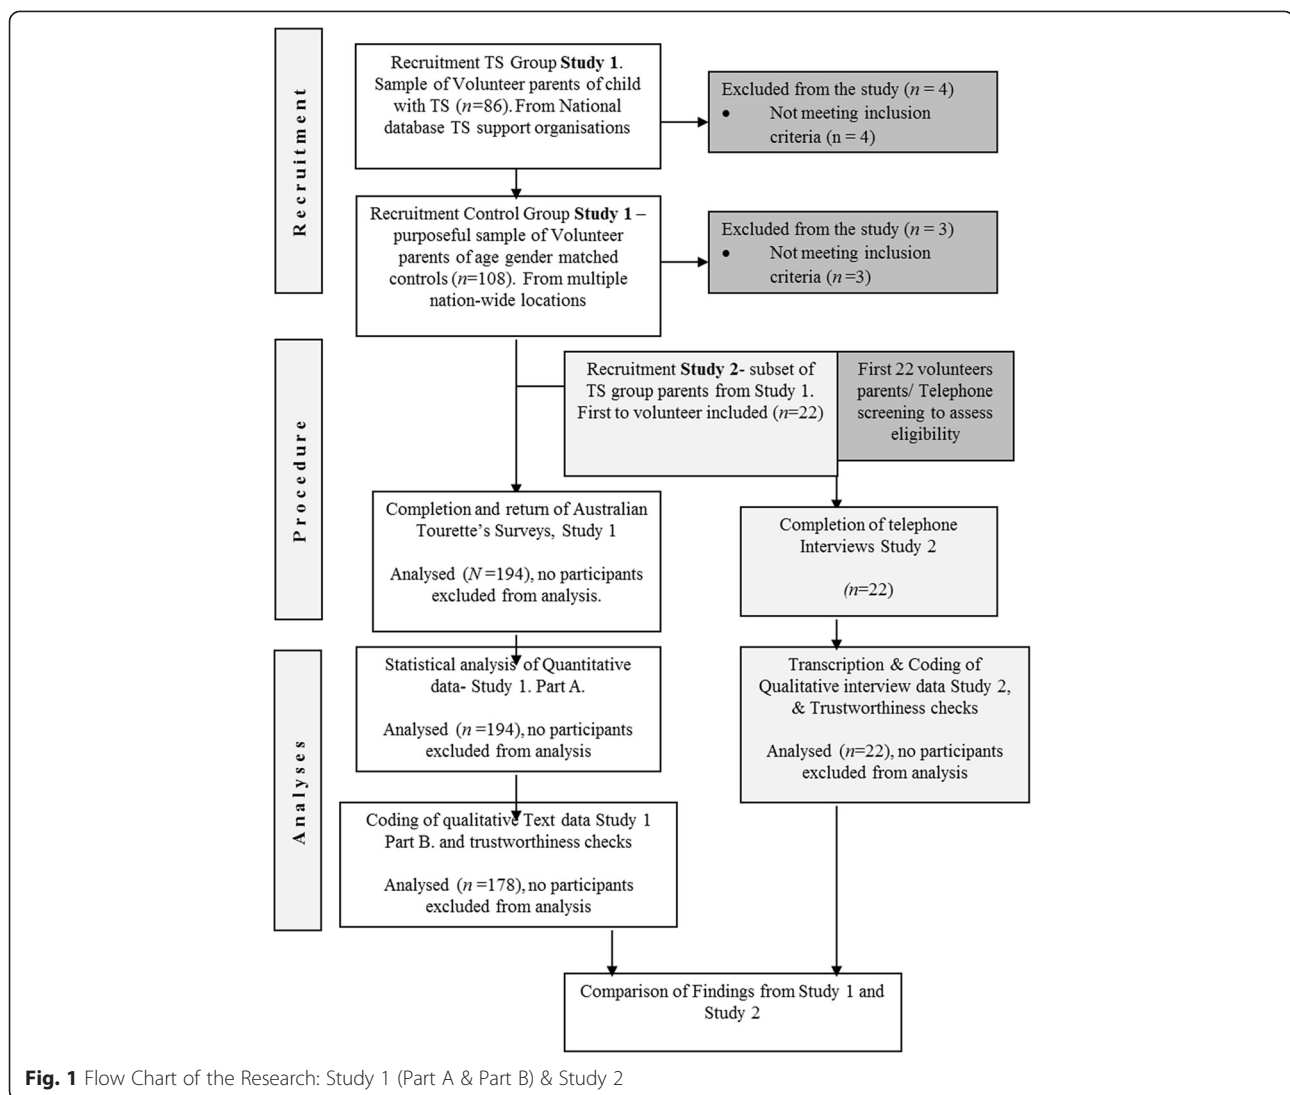 Recruitment
Recruitment TS Group Study 1.
Sample of Volunteer parents of child
with TS (n=86). From National
database TS support organisations
Excluded from the study (n = 4)
• Not meeting inclusion
criteria (n = 4)
Recruitment Control Group Study 1 –
purposeful sample of Volunteer
parents of age gender matched
controls (n=108). From multiple
nation-wide locations
Excluded from the study (n = 3)
• Not meeting inclusion
criteria (n =3)
Procedure
Recruitment Study 2- subset of
TS group parents from Study 1.
First to volunteer included (n=22)
First 22 volunteers
parents/ Telephone
screening to assess
eligibility
Completion and return of Australian
Tourette's Surveys, Study 1
Analysed (N =194), no participants
excluded from analysis.
Completion of telephone
Interviews Study 2
(n=22)
Analyses
Statistical analysis of Quantitative
data- Study 1. Part A.
Analysed (n =194), no participants
excluded from analysis
Transcription & Coding of
Qualitative interview data Study 2,
& Trustworthiness checks
Analysed (n=22), no participants
excluded from analysis
Coding of qualitative Text data Study 1
Part B. and trustworthiness checks
Analysed (n =178), no participants
excluded from analysis
Comparison of Findings from Study 1 and
Study 2
Fig. 1 Flow Chart of the Research: Study 1 (Part A & Part B) & Study 2